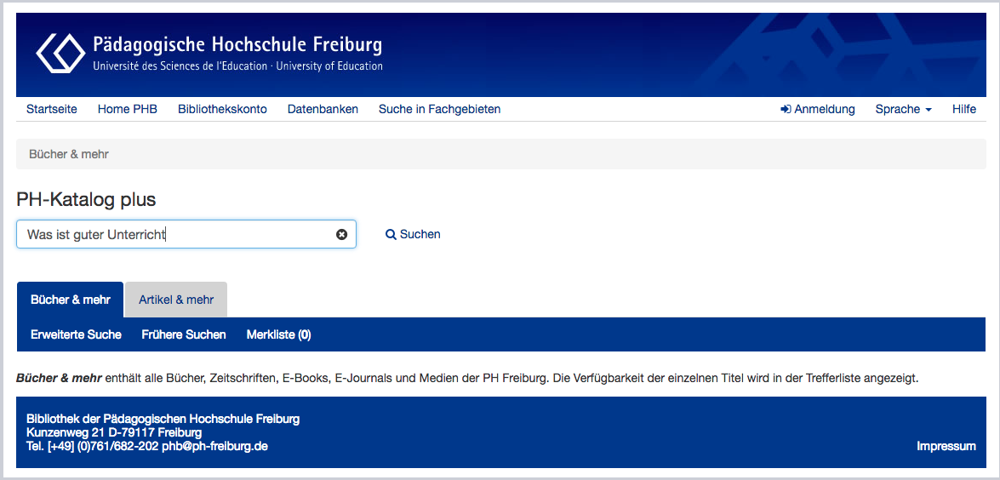 Pädagogische Hochschule Freiburg
Université des Sciences de l'Education · University of Education
Startseite Home PHB Bibliothekskonto Datenbanken Suche in Fachgebieten Anmeldung Sprache Hilfe
Bücher & mehr
PH-Katalog plus
Was ist guter Unterricht Suchen
Bücher & mehr Artikel & mehr
Erweiterte Suche Frühere Suchen Merkliste (0)
Bücher & mehr enthält alle Bücher, Zeitschriften, E-Books, E-Journals und Medien der PH Freiburg. Die Verfügbarkeit der einzelnen Titel wird in der Trefferliste angezeigt.
Bibliothek der Pädagogischen Hochschule Freiburg
Kunzenweg 21 D-79117 Freiburg
Tel. [+49] (0)761/682-202 phb@ph-freiburg.de Impressum